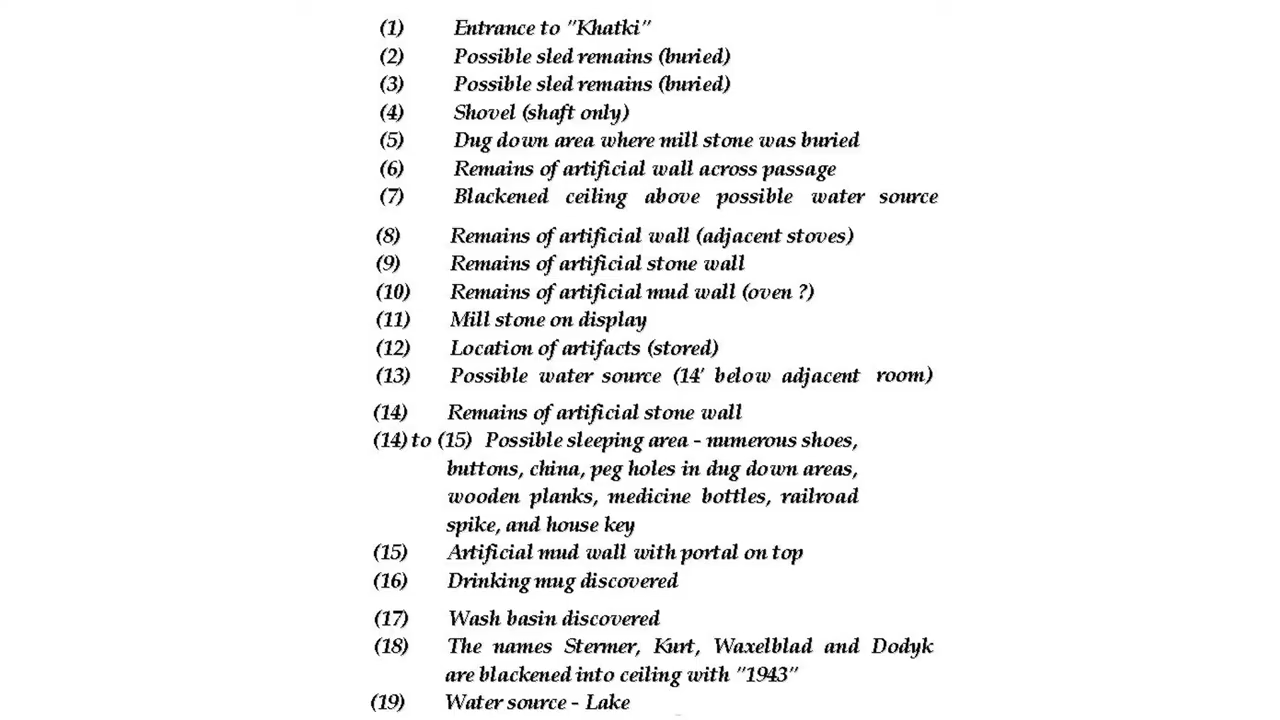 (1) Entrance to "Khatki"
(2) Possible sled remains (buried)
(3) Possible sled remains (buried)
(4) Shovel (shaft only)
(5) Dug down area where mill stone was buried
(6) Remains of artificial wall across passage
(7) Blackened ceiling above possible water source
(8) Remains of artificial wall (adjacent stoves)
(9) Remains of artificial stone wall
(10) Remains of artificial mud wall (oven ?)
(11) Mill stone on display
(12) Location of artifacts (stored)
(13) Possible water source (14' below adjacent room)
(14) Remains of artificial stone wall
(14) to (15) Possible sleeping area - numerous shoes,
buttons, china, peg holes in dug down areas,
wooden planks, medicine bottles, railroad
spike, and house key
(15) Artificial mud wall with portal on top
(16) Drinking mug discovered
(17) Wash basin discovered
(18) The names Stermer, Kurt, Waxelblad and Dodyk
are blackened into ceiling with "1943"
(19) Water source - Lake